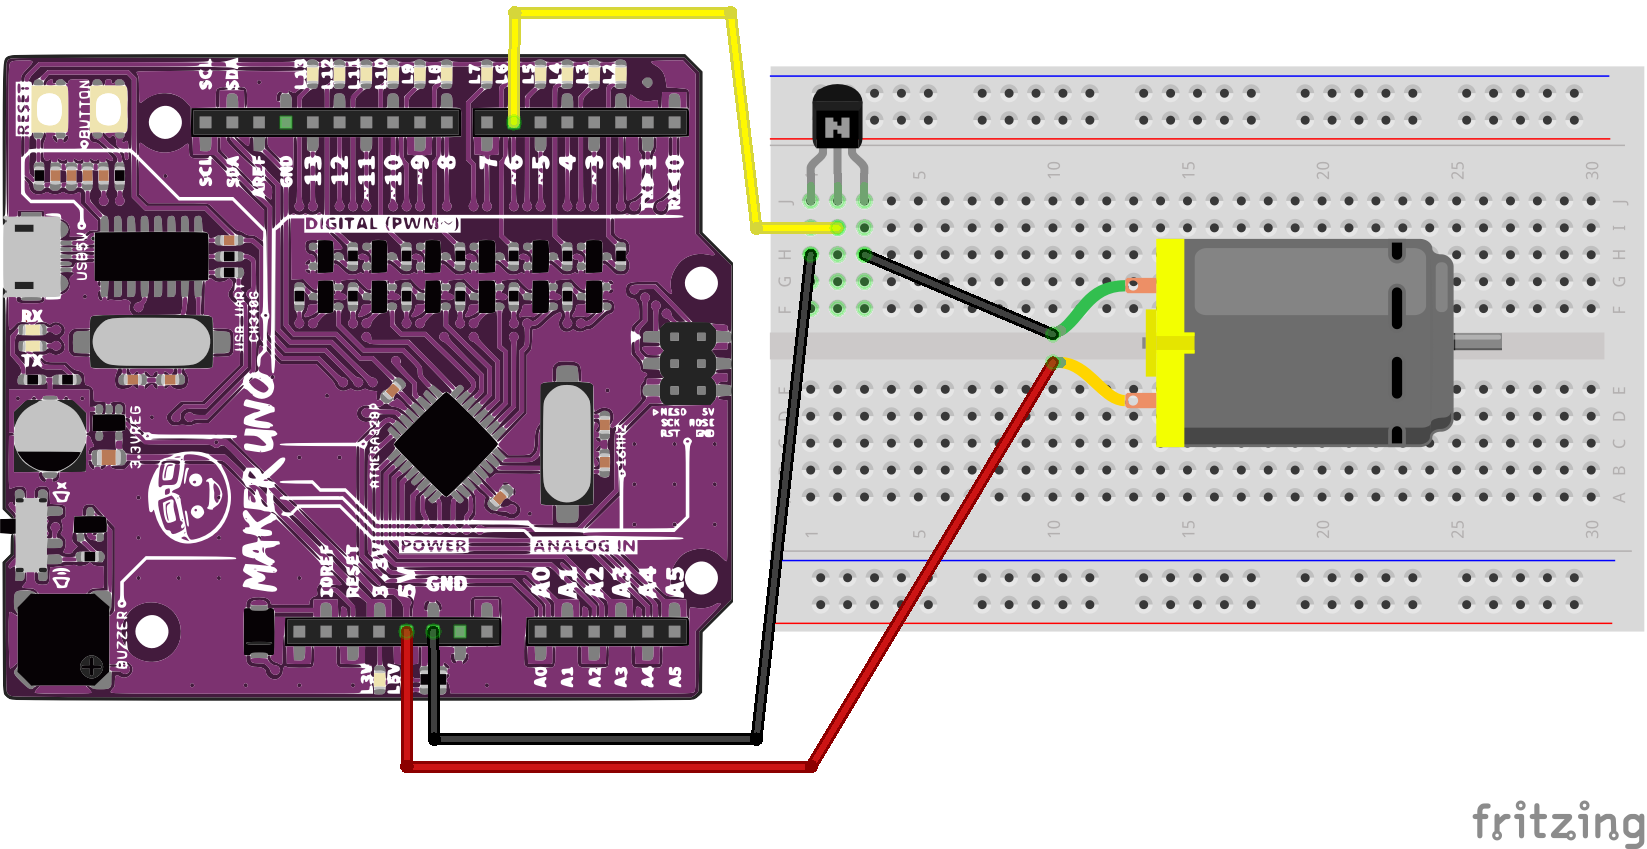 RESET
BUTTON
SCL
SDA
L13
L12
L11
L10
L9
L8
L7
L6
L5
L4
L3
L2
SCL
SDA
AREF
GND
13
12
~11
~10
~9
8
7
~6
~5
4
~3
2
TX▶1
RX◀0
DIGITAL (PWM~)
USB 5V
RX
TX
USB UART
CH340G
3.3VREG
MAKER UNO
ATMEGA328P
16MHZ
▷MISO 5V
SCK MOSI
RST GND
POWER
ANALOG IN
IOREF
RESET
3.3V
5V
GND
A0
A1
A2
A3
A4
A5
BUZZER
L3V
L5V
A0
A1
A2
A3
A4
A5
N
5
10
15
20
25
30
J
I
H
G
F
E
D
C
B
A
J
I
H
G
F
E
D
C
B
A
1
5
10
15
20
25
30
fritzing